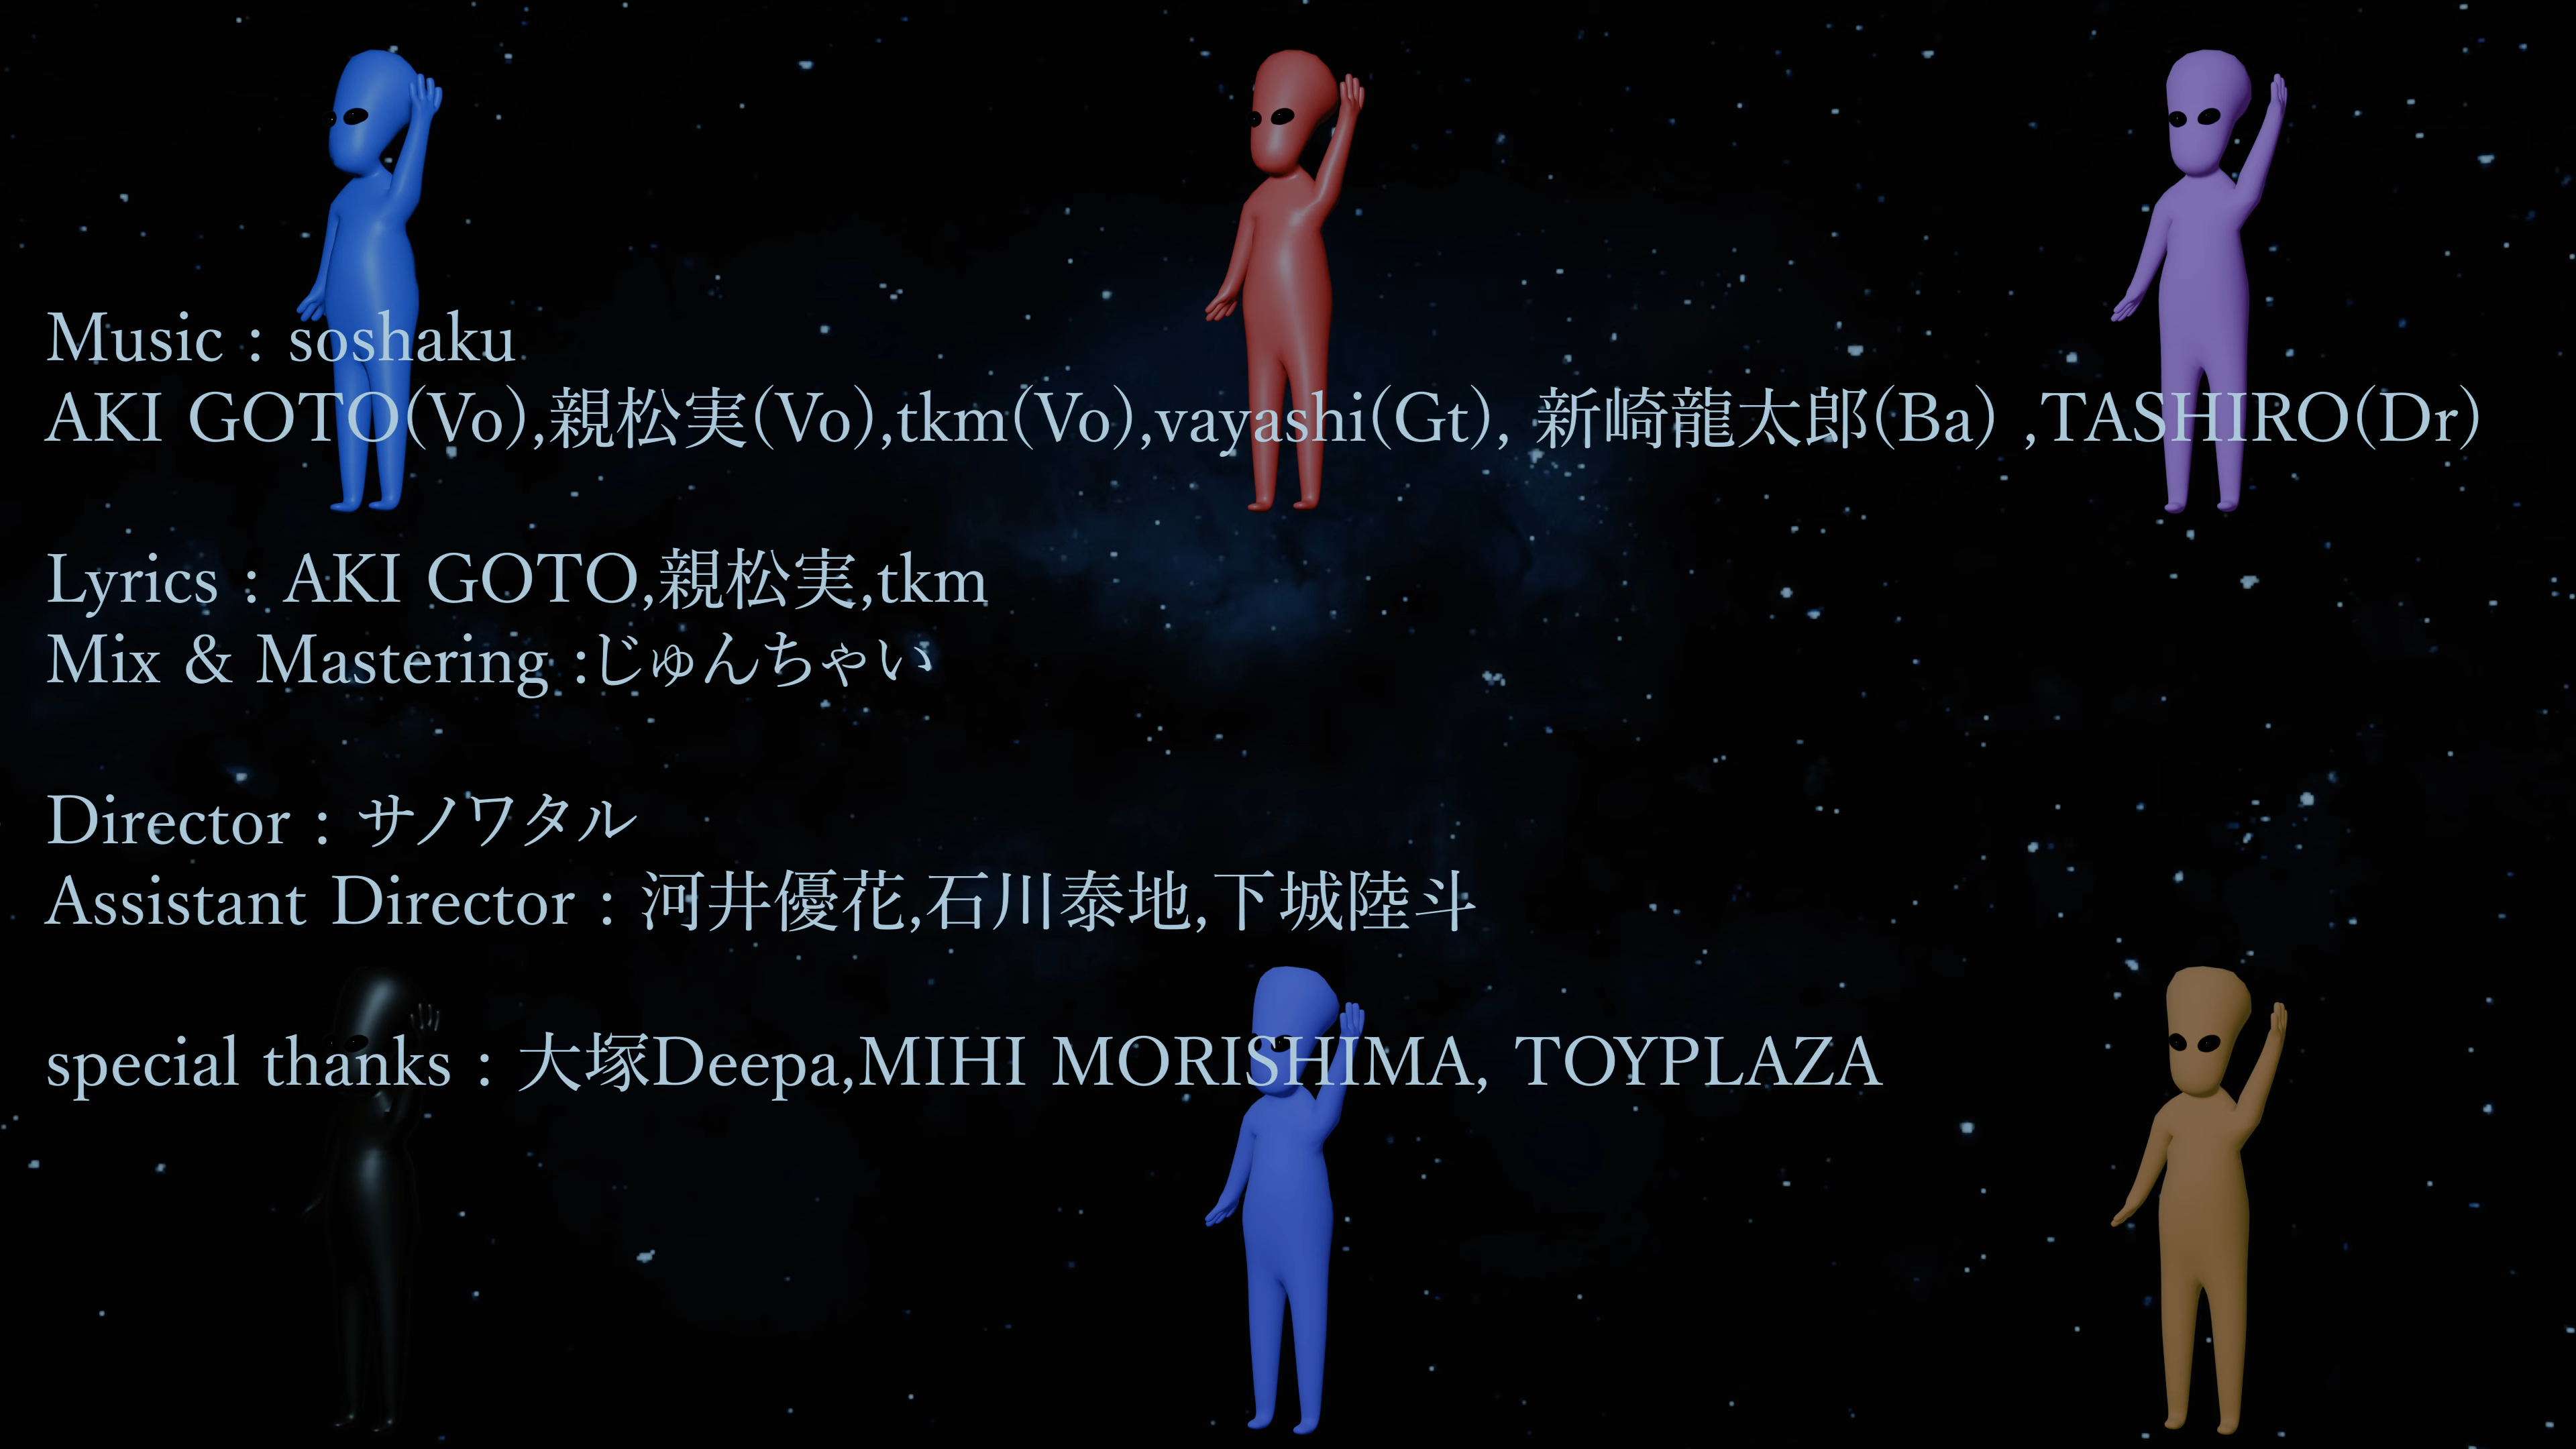 Music : soshaku
AKI GOTO(Vo),親松実(Vo),tkm(Vo),vayashi(Gt), 新崎龍太郎(Ba) ,TASHIRO(Dr)
Lyrics : AKI GOTO,親松実,tkm
Mix & Mastering :じゅんちゃい
Director : サノワタル
Assistant Director : 河井優花,石川泰地,下城陸斗
special thanks : 大塚Deepa,MIHI MORISHIMA, TOYPLAZA